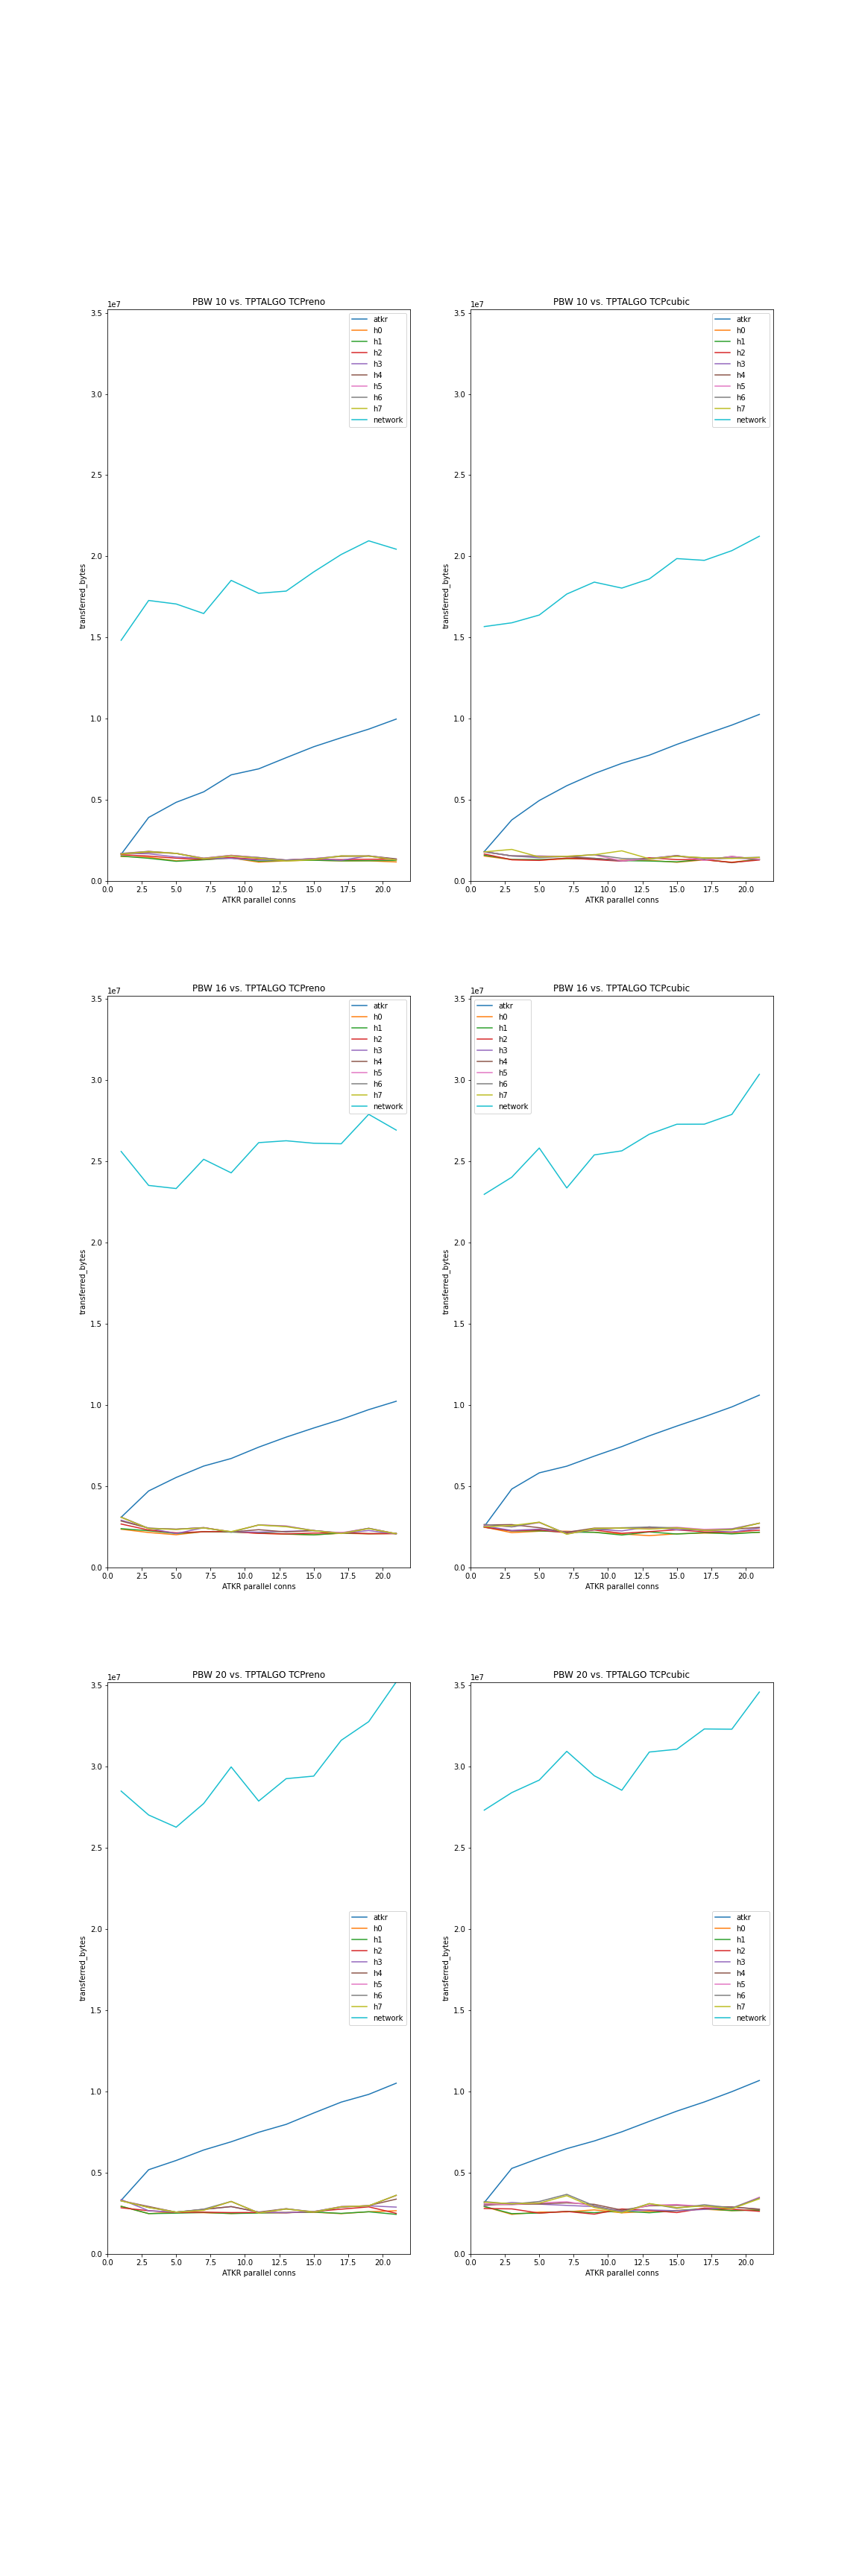 PBW 10 vs. TPTALGO TCPreno
1e7
transferred_bytes
3.5
3.0
2.5
2.0
1.5
1.0
0.5
0.0
0.0 2.5 5.0 7.5 10.0 12.5 15.0 17.5 20.0
ATKR parallel conns
atkr
h0
h1
h2
h3
h4
h5
h6
h7
network
PBW 10 vs. TPTALGO TCPcubic
1e7
transferred_bytes
3.5
3.0
2.5
2.0
1.5
1.0
0.5
0.0
0.0 2.5 5.0 7.5 10.0 12.5 15.0 17.5 20.0
ATKR parallel conns
atkr
h0
h1
h2
h3
h4
h5
h6
h7
network
PBW 16 vs. TPTALGO TCPreno
1e7
transferred_bytes
3.5
3.0
2.5
2.0
1.5
1.0
0.5
0.0
0.0 2.5 5.0 7.5 10.0 12.5 15.0 17.5 20.0
ATKR parallel conns
atkr
h0
h1
h2
h3
h4
h5
h6
h7
network
PBW 16 vs. TPTALGO TCPcubic
1e7
transferred_bytes
3.5
3.0
2.5
2.0
1.5
1.0
0.5
0.0
0.0 2.5 5.0 7.5 10.0 12.5 15.0 17.5 20.0
ATKR parallel conns
atkr
h0
h1
h2
h3
h4
h5
h6
h7
network
PBW 20 vs. TPTALGO TCPreno
1e7
transferred_bytes
3.5
3.0
2.5
2.0
1.5
1.0
0.5
0.0
0.0 2.5 5.0 7.5 10.0 12.5 15.0 17.5 20.0
ATKR parallel conns
atkr
h0
h1
h2
h3
h4
h5
h6
h7
network
PBW 20 vs. TPTALGO TCPcubic
1e7
transferred_bytes
3.5
3.0
2.5
2.0
1.5
1.0
0.5
0.0
0.0 2.5 5.0 7.5 10.0 12.5 15.0 17.5 20.0
ATKR parallel conns
atkr
h0
h1
h2
h3
h4
h5
h6
h7
network